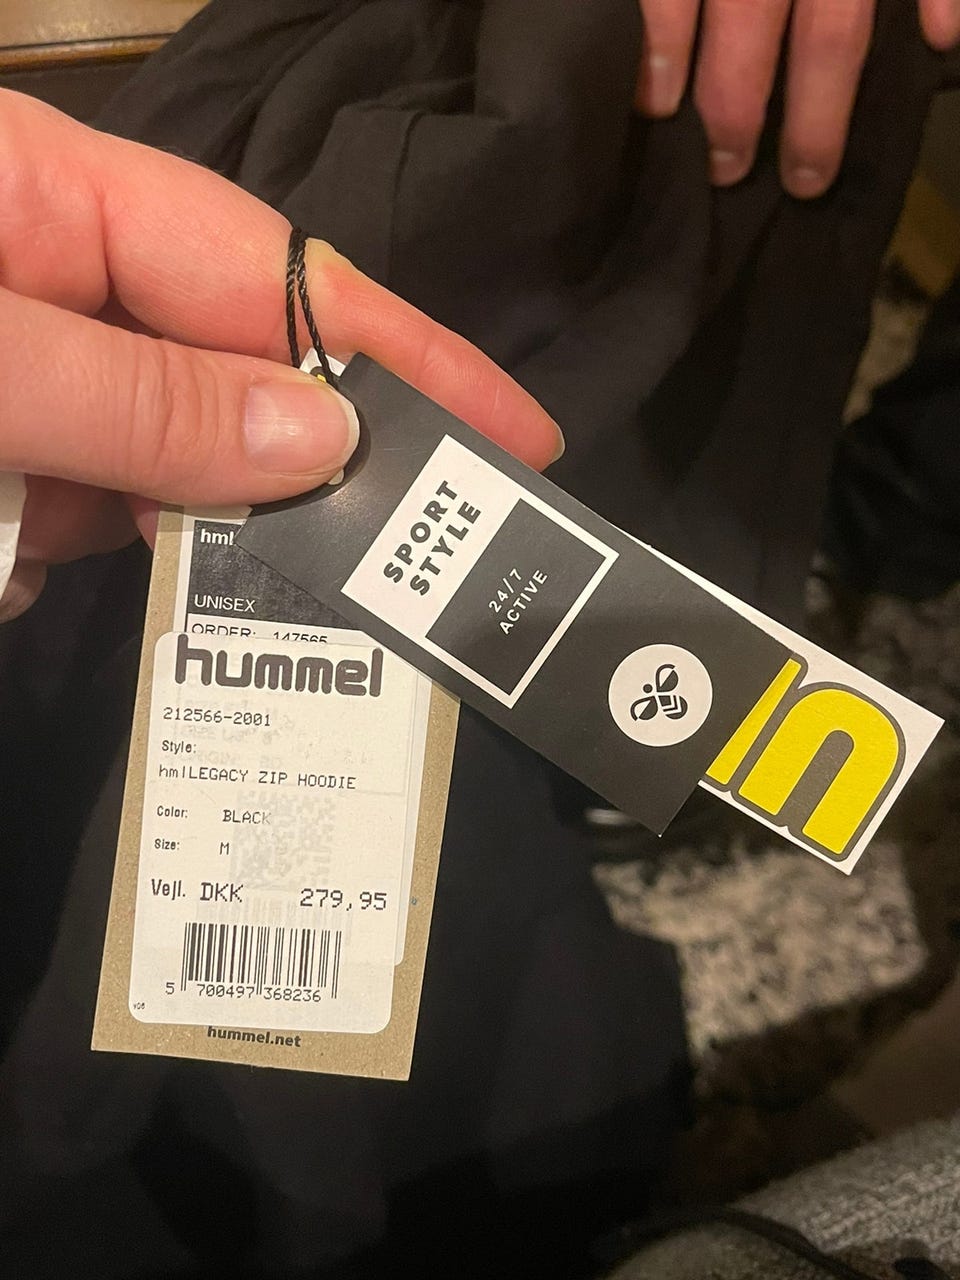 SPORT
STYLE
24/7
ACTIVE
hml
UNISEX
ORDER: 147565
hummel
212566-2001
Style:
hmlLEGACY ZIP HOODIE
Color: BLACK
Size: M
Vejl. DKK 279,95
5 700497 368236
V06
hummel.net